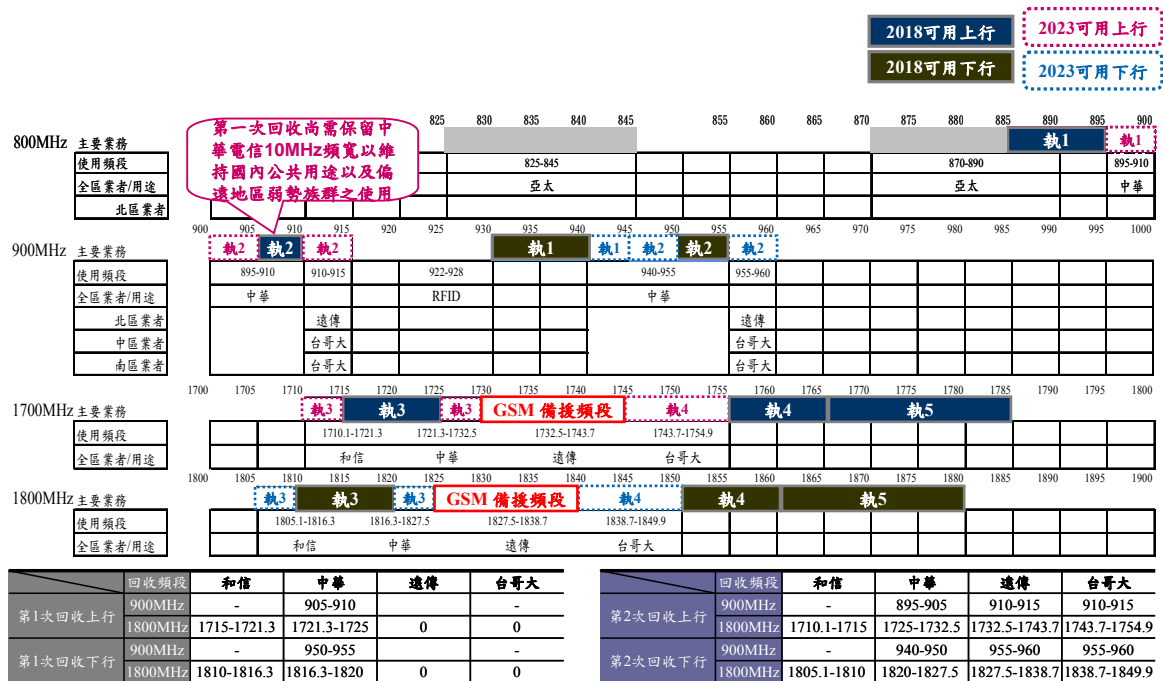 2018可用上行 2023可用上行
2018可用下行 2023可用下行
第一次回收尚需保留中
華電信10MHz頻寬以維
持國內公共用途以及偏
遠地區弱勢族群之使用
825 830 835 840 845 855 860 865 870 875 880 885 890 895 900
800MHz 主要業務 執1 執1
使用頻段 825-845 870-890 895-910
全區業者/用途 亞太 亞太 中華
北區業者
900 905 910 915 920 925 930 935 940 945 950 955 960 965 970 975 980 985 990 995 1000
900MHz 主要業務 執2 執2 執2 執1 執1 執2 執2 執2
使用頻段 895-910 910-915 922-928 940-955 955-960
全區業者/用途 中華 RFID 中華
北區業者 遠傳 遠傳
中區業者 台哥大 台哥大
南區業者 台哥大 台哥大
1700 1705 1710 1715 1720 1725 1730 1735 1740 1745 1750 1755 1760 1765 1770 1775 1780 1785 1790 1795 1800
1700MHz 主要業務 執3 執3 執3 GSM 備援頻段 執4 執4 執5
使用頻段 1710.1-1721.3 1721.3-1732.5 1732.5-1743.7 1743.7-1754.9
全區業者/用途 和信 中華 遠傳 台哥大
1800 1805 1810 1815 1820 1825 1830 1835 1840 1845 1850 1855 1860 1865 1870 1875 1880 1885 1890 1895 1900
1800MHz 主要業務 執3 執3 執3 GSM 備援頻段 執4 執4 執5
使用頻段 1805.1-1816.3 1816.3-1827.5 1827.5-1838.7 1838.7-1849.9
全區業者/用途 和信 中華 遠傳 台哥大
回收頻段 和信 中華 遠傳 台哥大
第1次回收上行 900MHz - 905-910 -
1800MHz 1715-1721.3 1721.3-1725 0 0
第1次回收下行 900MHz - 950-955 -
1800MHz 1810-1816.3 1816.3-1820 0 0
回收頻段 和信 中華 遠傳 台哥大
第2次回收上行 900MHz - 895-905 910-915 910-915
1800MHz 1710.1-1715 1725-1732.5 1732.5-1743.7 1743.7-1754.9
第2次回收下行 900MHz - 940-950 955-960 955-960
1800MHz 1805.1-1810 1820-1827.5 1827.5-1838.7 1838.7-1849.9